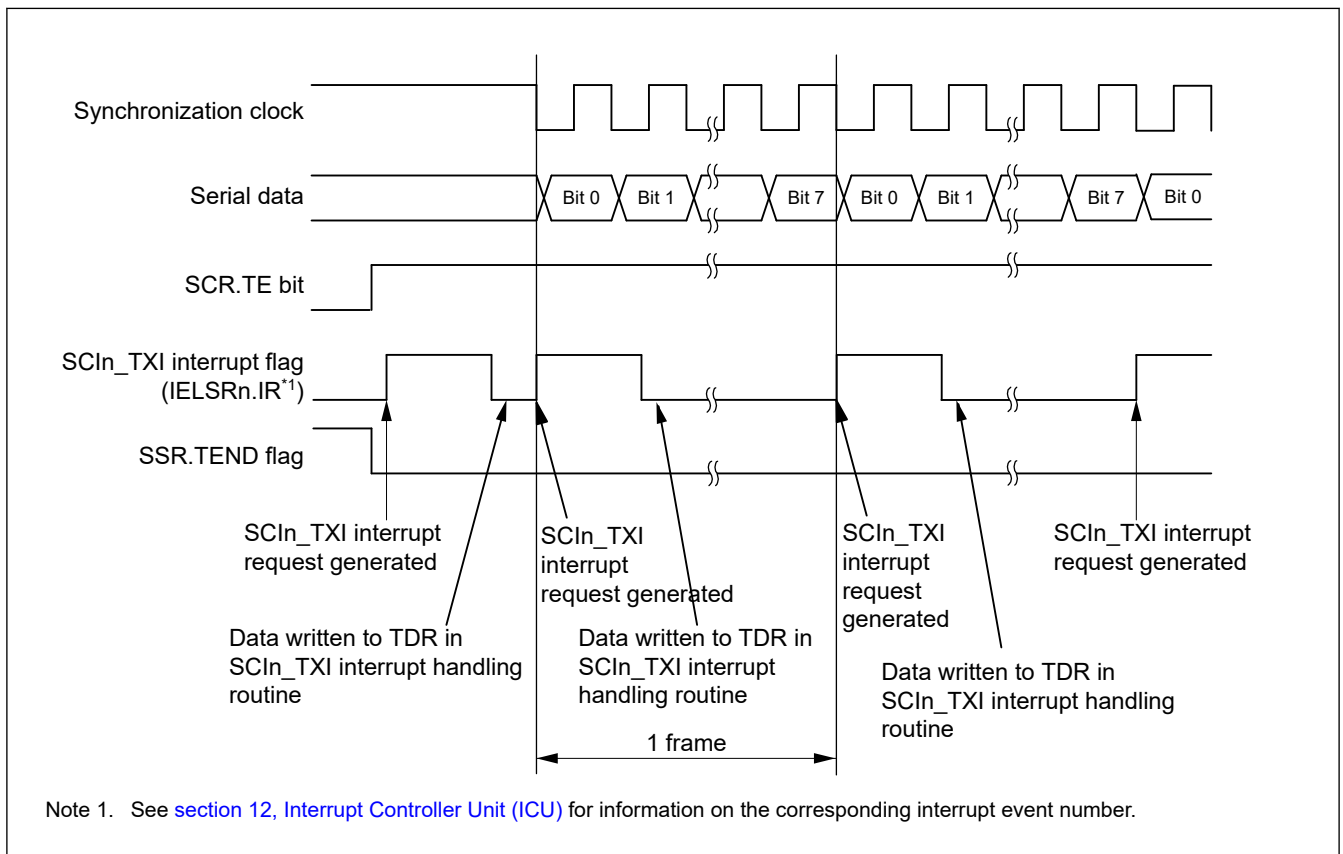 Synchronization clock
Serial data
Bit 0 Bit 1 Bit 7 Bit 0 Bit 1 Bit 7 Bit 0
SCR.TE bit
SCIn_TXI interrupt flag
(IELSRn.IR*1)
SSR.TEND flag
SCIn_TXI interrupt
request generated
SCIn_TXI
interrupt
request generated
SCIn_TXI
interrupt
request
generated
SCIn_TXI interrupt
request generated
Data written to TDR in
SCIn_TXI interrupt handling
routine
Data written to TDR in
SCIn_TXI interrupt
handling routine
Data written to TDR in
SCIn_TXI interrupt handling
routine
1 frame
Note 1. See section 12, Interrupt Controller Unit (ICU) for information on the corresponding interrupt event number.